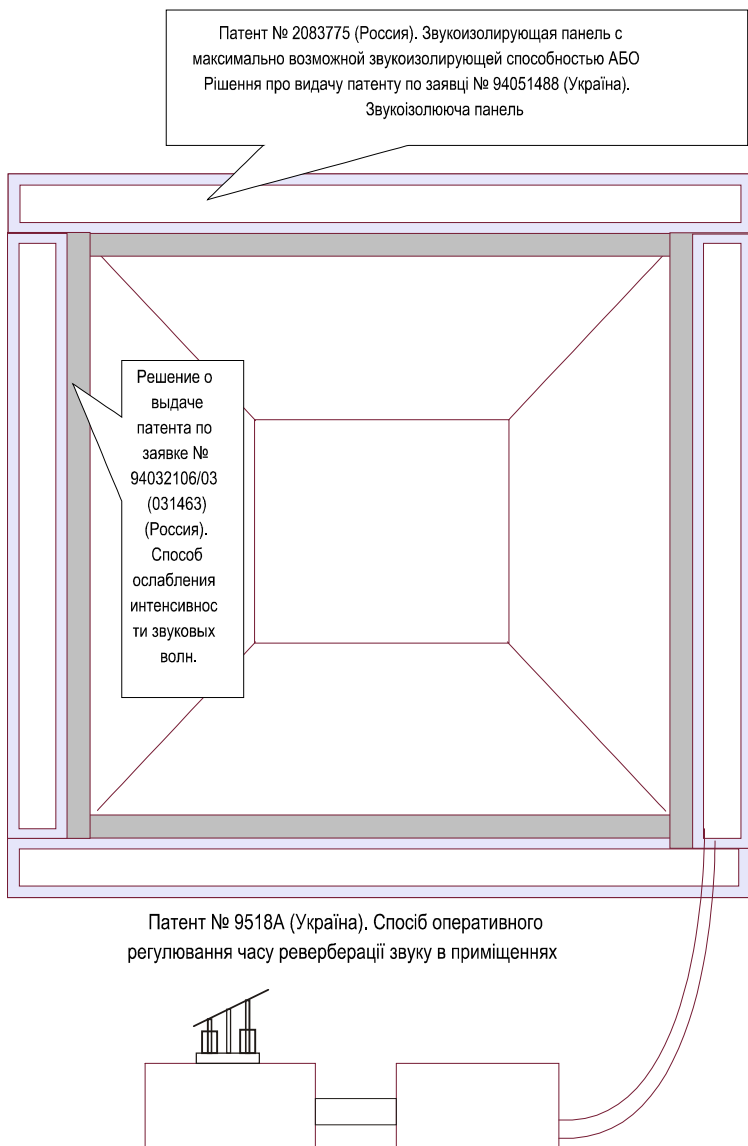 Патент № 2083775 (Россия). Звукоизолирующая панель с
максимально возможной звукоизолирующей способностью АБО
Рішення про видачу патенту по заявці № 94051488 (Україна).
Звукоізолююча панель
Решение о
выдаче
патента по
заявке №
94032106/03
(031463)
(Россия).
Способ
ослабления
интенсивнос
ти звуковых
волн.
Патент № 9518А (Україна). Спосіб оперативного
регулювання часу реверберації звуку в приміщеннях